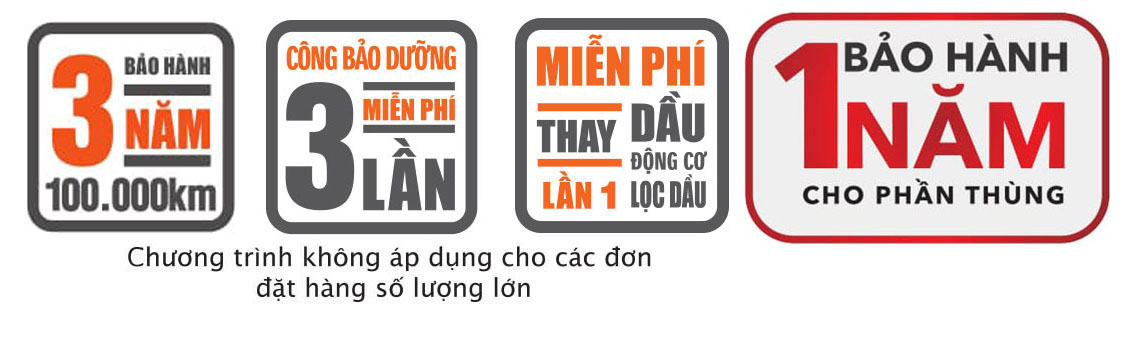 3 BẢO HÀNH
NĂM
100.000km
CÔNG BẢO DƯỠNG
3 MIỄN PHÍ
LẦN
MIỄN PHÍ
THAY DẦU
ĐỘNG CƠ
LẦN 1 LỌC DẦU
1 BẢO HÀNH
NĂM
CHO PHẦN THÙNG
Chương trình không áp dụng cho các đơn
đặt hàng số lượng lớn